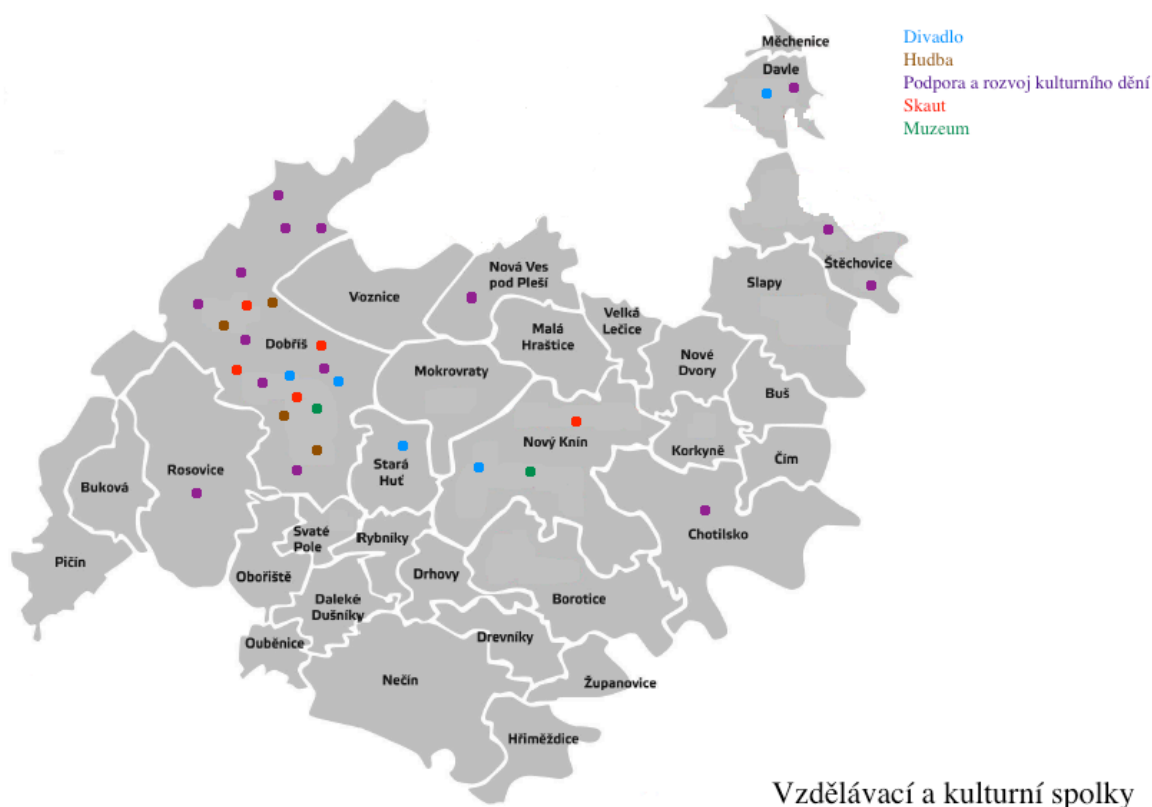 Měchenice
Davle
Divadlo
Hudba
Podpora a rozvoj kulturního dění
Skaut
Muzeum
Nová Ves
pod Pleší
Štěchovice
Slapy
Voznice
Velká
Lečice
Malá
Hraštice
Dobříš
Nové
Dvory
Mokrovraty
Buš
Nový Knín
Korkyně
Čím
Stará
Huť
Rosovice
Buková
Chotilsko
Svaté
Pole
Rybníky
Pičín
Obořiště
Drhovy
Daleké
Dušníky
Borotice
Drevníky
Ouběnice
Nečín
Županovice
Hřiměždice
Vzdělávací a kulturní spolky